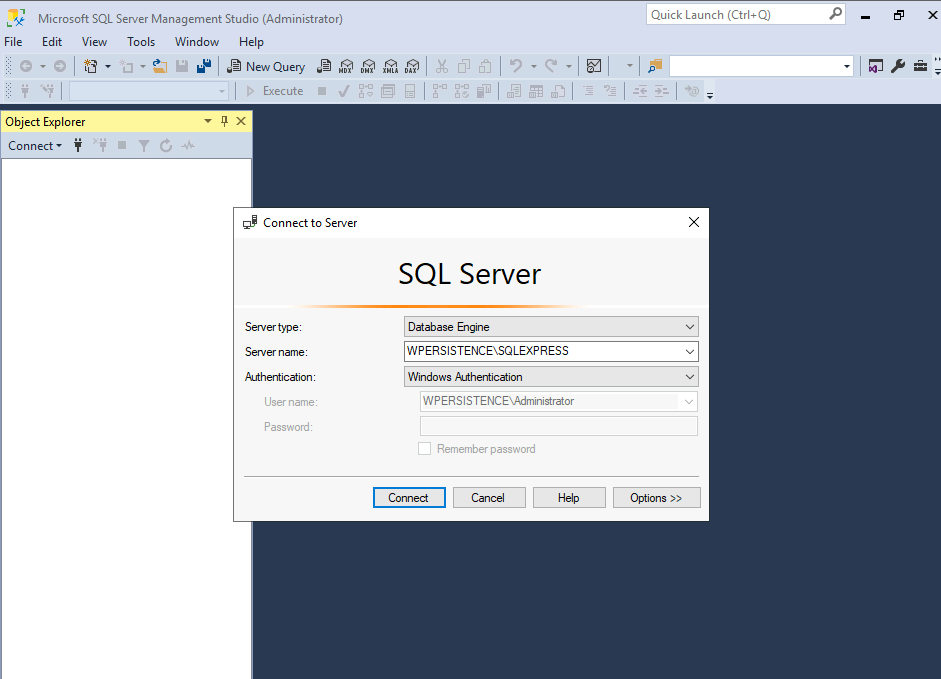 Microsoft SQL Server Management Studio (Administrator)
Quick Launch (Ctrl+Q)
File Edit View Tools Window Help
New Query MDX DMX XMLA DAX
Execute
Object Explorer
Connect
Connect to Server
SQL Server
Server type: Database Engine
Server name: WPERSISTENCE\SQLEXPRESS
Authentication: Windows Authentication
User name: WPERSISTENCE\Administrator
Password:
Remember password
Connect Cancel Help Options >>